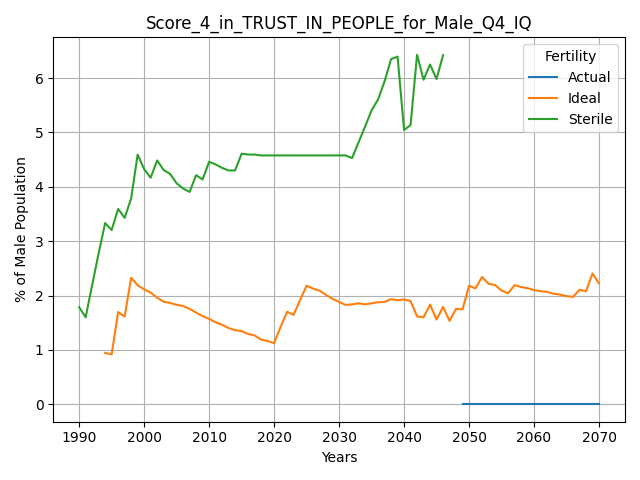 Score_4_in_TRUST_IN_PEOPLE_for_Male_Q4_IQ
Fertility
Actual
Ideal
Sterile
% of Male Population
6
5
4
3
2
1
0
1990 2000 2010 2020 2030 2040 2050 2060 2070
Years